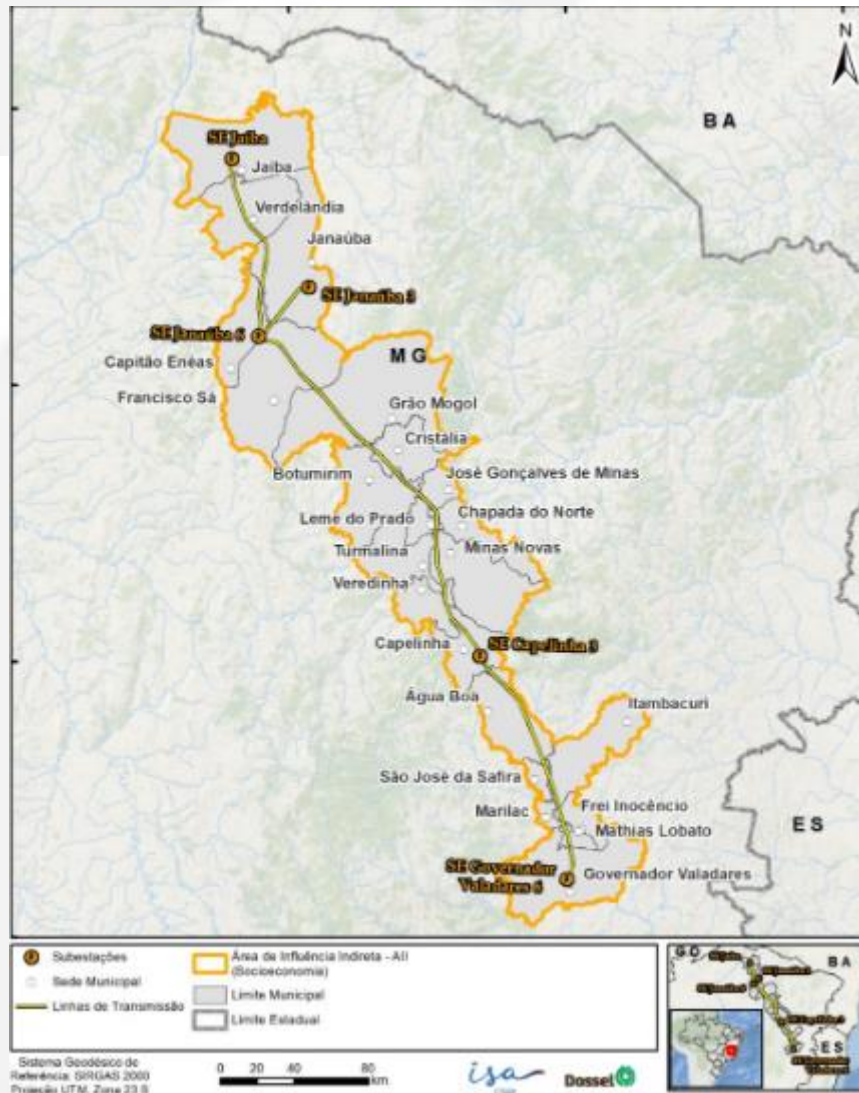 N
BA
SE Jaíba
Jaíba
Verdelândia
Janaúba
SE Janaúba 3
SE Janaúba 6
MG
Capitão Enéas
Francisco Sá
Grão Mogol
Cristália
Botumirim
José Gonçalves de Minas
Leme do Prado
Chapada do Norte
Turmalina
Minas Novas
Veredinha
Capelinha
SE Capelinha 3
Água Boa
Itambacuri
São José da Safira
Marilac
Frei Inocêncio
Mathias Lobato
ES
SE Governador
Valadares 6
Governador Valadares
Subestações
Sede Municipal
Linhas de Transmissão
Área de Influência Indireta - AII
(Socioeconomia)
Limite Municipal
Limite Estadual
GO
BA
ES
Sistema Geodésico de
Referência: SIRGAS 2000
Projeção UTM, Zona 23 S
0 20 40 80
km
isa
Dossel